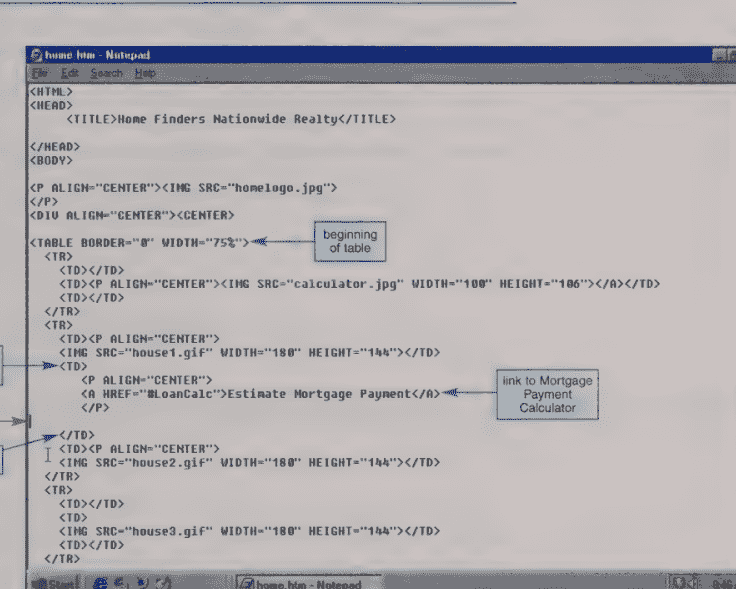 home.htm - Notepad
File Edit Search Help
<HTML>
<HEAD>
<TITLE>Home Finders Nationwide Realty</TITLE>
</HEAD>
<BODY>
<P ALIGN="CENTER"><IMG SRC="homelogo.jpg">
</P>
<DIV ALIGN="CENTER"><CENTER>
<TABLE BORDER="0" WIDTH="75%">
beginning
of table
<TR>
<TD></TD>
<TD><P ALIGN="CENTER"><IMG SRC="calculator.jpg" WIDTH="100" HEIGHT="106"></A></TD>
<TD></TD>
</TR>
<TR>
<TD><P ALIGN="CENTER">
<IMG SRC="house1.gif" WIDTH="180" HEIGHT="144"></TD>
<TD>
<P ALIGN="CENTER">
<A HREF="#LoanCalc">Estimate Mortgage Payment</A>
</P>
link to Mortgage
Payment
Calculator
</TD>
<TD><P ALIGN="CENTER">
<IMG SRC="house2.gif" WIDTH="180" HEIGHT="144"></TD>
</TR>
<TR>
<TD></TD>
<TD>
<IMG SRC="house3.gif" WIDTH="180" HEIGHT="144"></TD>
<TD></TD>
</TR>
Start
home.htm - Notepad